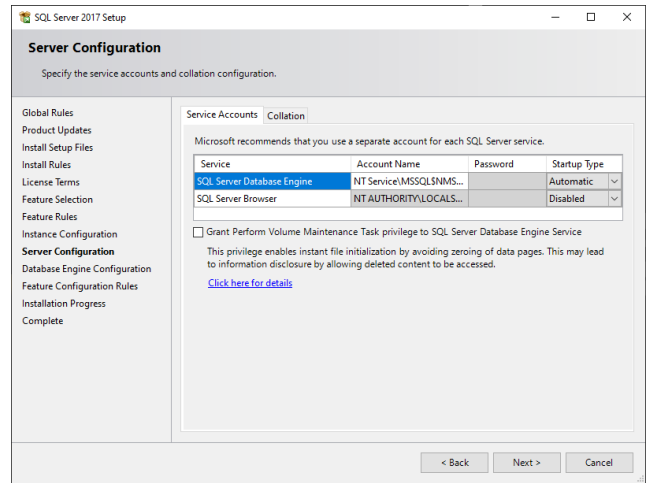 SQL Server 2017 Setup
Server Configuration
Specify the service accounts and collation configuration.
Global Rules
Product Updates
Install Setup Files
Install Rules
License Terms
Feature Selection
Feature Rules
Instance Configuration
Server Configuration
Database Engine Configuration
Feature Configuration Rules
Installation Progress
Complete
Service Accounts Collation
Microsoft recommends that you use a separate account for each SQL Server service.
Service Account Name Password Startup Type
SQL Server Database Engine NT Service\MSSQL$NMS... Automatic
SQL Server Browser NT AUTHORITY\LOCALS... Disabled
Grant Perform Volume Maintenance Task privilege to SQL Server Database Engine Service
This privilege enables instant file initialization by avoiding zeroing of data pages. This may lead
to information disclosure by allowing deleted content to be accessed.
Click here for details
< Back Next > Cancel